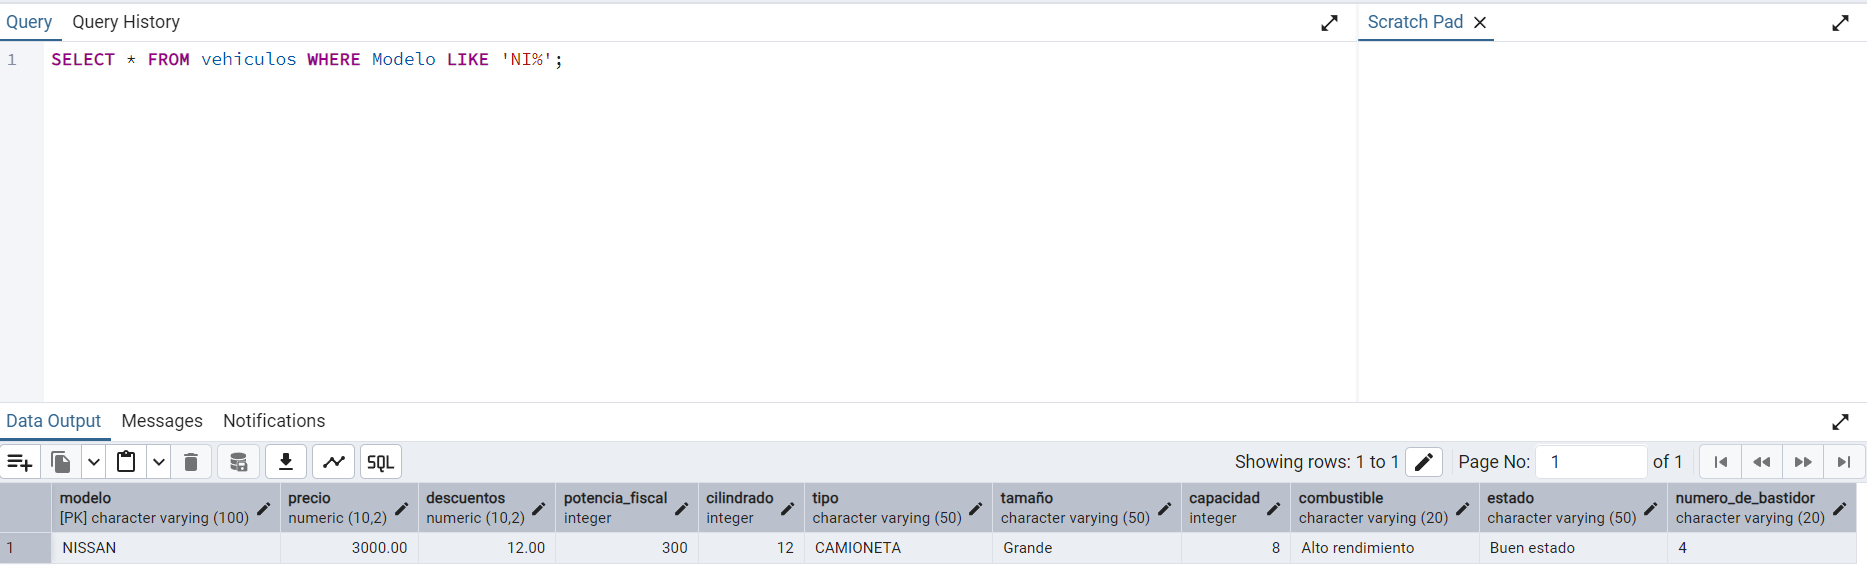 Query Query History Scratch Pad
1 SELECT * FROM vehiculos WHERE Modelo LIKE 'NI%';
Data Output Messages Notifications
SQL Showing rows: 1 to 1 Page No: 1 of 1
modelo precio descuentos potencia_fiscal cilindrado tipo tamaño capacidad combustible estado numero_de_bastidor
[PK] character varying (100) numeric (10,2) numeric (10,2) integer integer character varying (50) character varying (50) integer character varying (20) character varying (50) character varying (20)
1 NISSAN 3000.00 12.00 300 12 CAMIONETA Grande 8 Alto rendimiento Buen estado 4